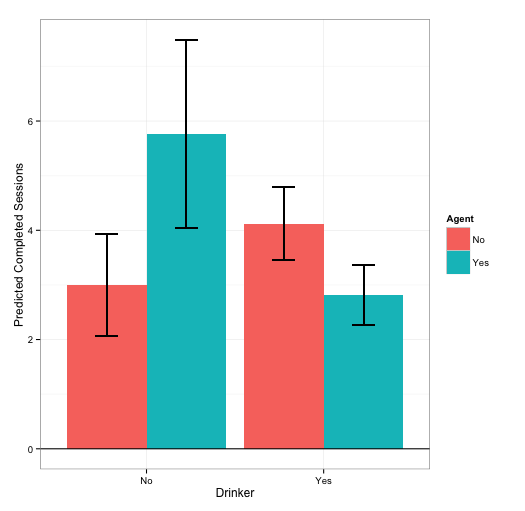 Predicted Completed Sessions
6
4
2
0
No
Yes
Drinker
Agent
No
Yes